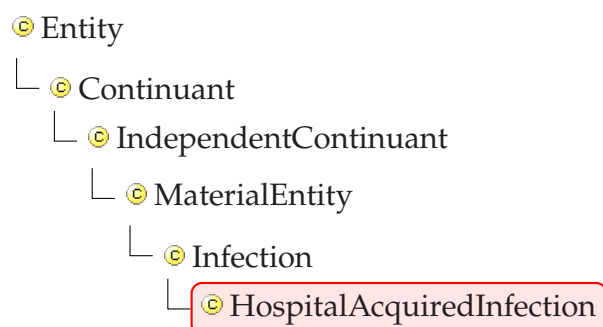 Entity
Continuant
IndependentContinuant
MaterialEntity
Infection
HospitalAcquiredInfection